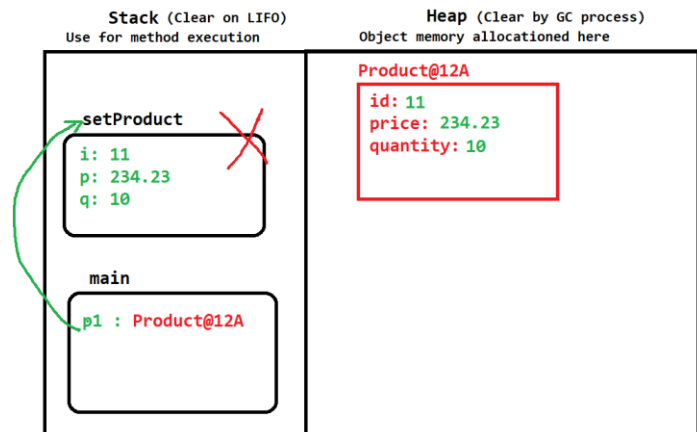 Stack (Clear on LIFO)
Use for method execution
Heap (Clear by GC process)
Object memory allocationed here
setProduct
i: 11
p: 234.23
q: 10
main
p1 : Product@12A
Product@12A
id: 11
price: 234.23
quantity: 10